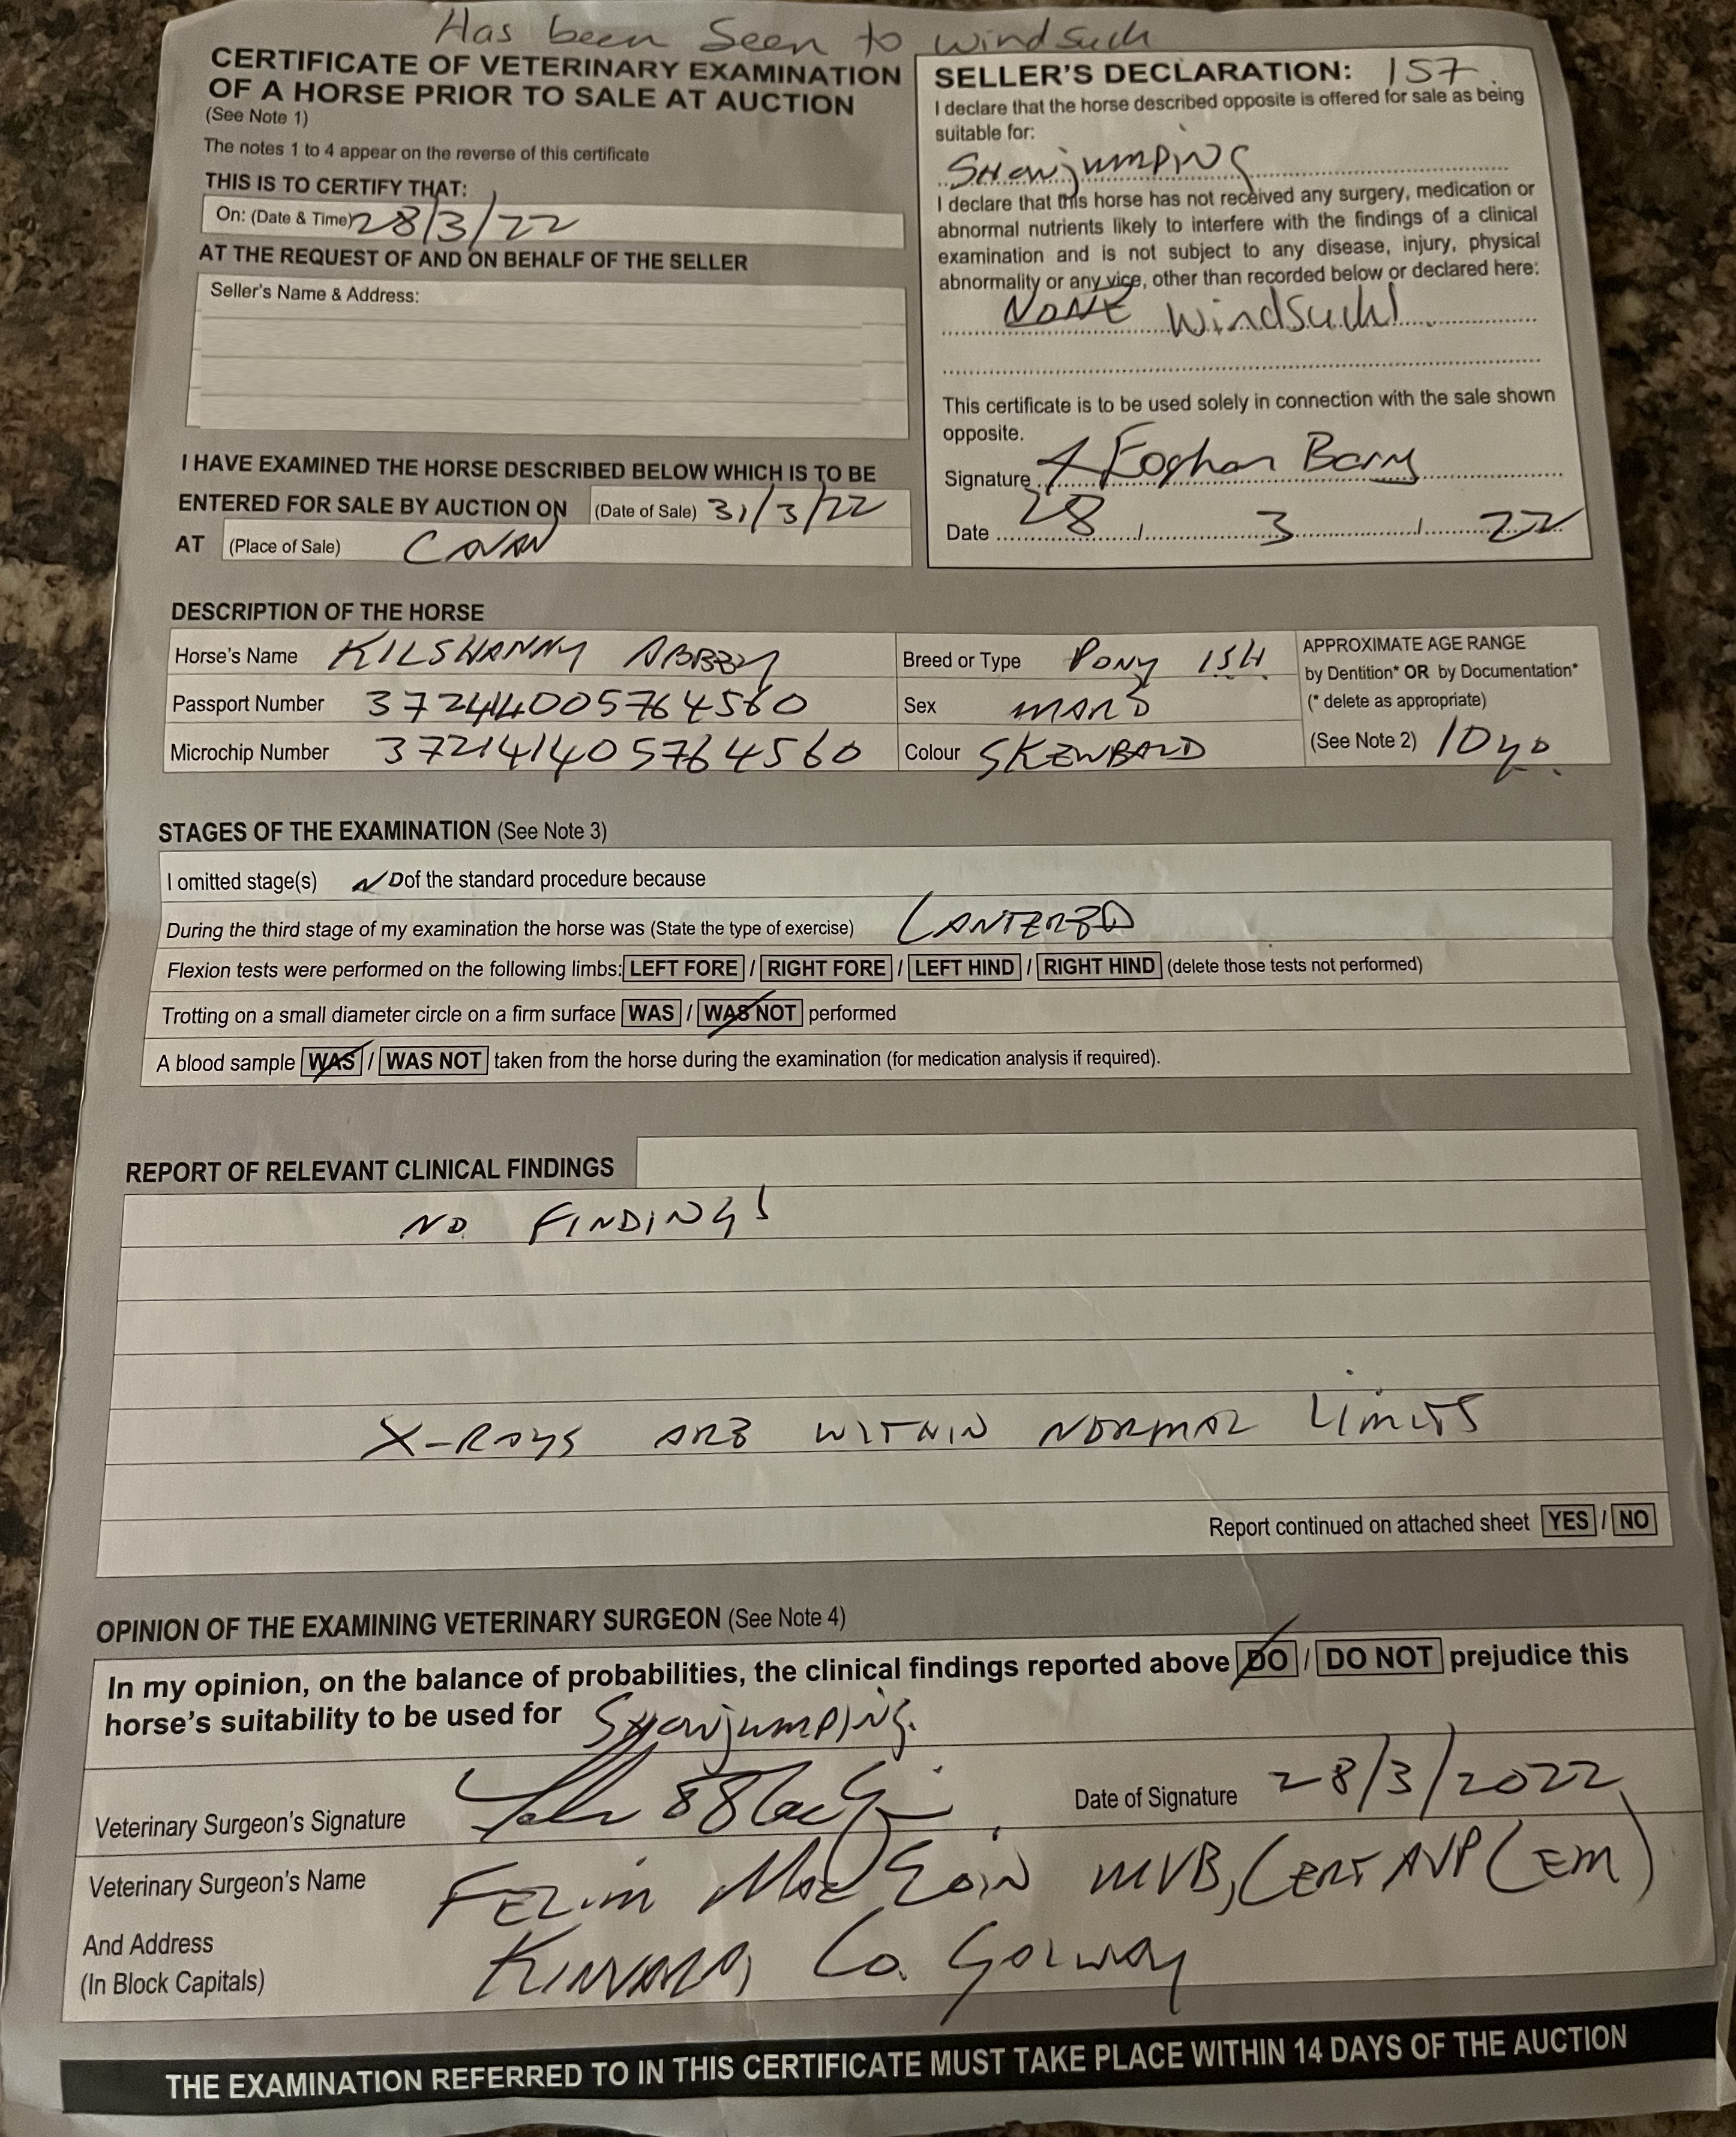 Has been Seen to windsuck
CERTIFICATE OF VETERINARY EXAMINATION
OF A HORSE PRIOR TO SALE AT AUCTION
(See Note 1)
The notes 1 to 4 appear on the reverse of this certificate
THIS IS TO CERTIFY THAT:
On: (Date & Time) 28/3/22
AT THE REQUEST OF AND ON BEHALF OF THE SELLER
Seller's Name & Address:
I HAVE EXAMINED THE HORSE DESCRIBED BELOW WHICH IS TO BE
ENTERED FOR SALE BY AUCTION ON (Date of Sale) 31/3/22
AT (Place of Sale) CAVAN
SELLER'S DECLARATION: 157
I declare that the horse described opposite is offered for sale as being
suitable for:
SHowjumPiNG
I declare that this horse has not received any surgery, medication or
abnormal nutrients likely to interfere with the findings of a clinical
examination and is not subject to any disease, injury, physical
abnormality or any vice, other than recorded below or declared here:
NONE Windsuck!
This certificate is to be used solely in connection with the sale shown
opposite.
Signature X Eoghan Barry
Date 28 / 3 / 22
DESCRIPTION OF THE HORSE
Horse's Name KILSHANNY ABBEY
Breed or Type PONY ISH
APPROXIMATE AGE RANGE
by Dentition* OR by Documentation*
(* delete as appropriate)
(See Note 2) 10yo.
Passport Number 372414005764560
Sex MARE
Microchip Number 372141405764560
Colour SKEWBALD
STAGES OF THE EXAMINATION (See Note 3)
I omitted stage(s) NO of the standard procedure because
During the third stage of my examination the horse was (State the type of exercise) CANTERED
Flexion tests were performed on the following limbs: LEFT FORE / RIGHT FORE / LEFT HIND / RIGHT HIND (delete those tests not performed)
Trotting on a small diameter circle on a firm surface WAS / WAS NOT performed
A blood sample WAS / WAS NOT taken from the horse during the examination (for medication analysis if required).
REPORT OF RELEVANT CLINICAL FINDINGS
NO FINDINGS
X-RAYS ARE WITHIN NORMAL LIMITS
Report continued on attached sheet YES / NO
OPINION OF THE EXAMINING VETERINARY SURGEON (See Note 4)
In my opinion, on the balance of probabilities, the clinical findings reported above DO / DO NOT prejudice this
horse's suitability to be used for SHowjumPiNG.
Veterinary Surgeon's Signature
Date of Signature 28/3/2022
Veterinary Surgeon's Name FELIM Mac EOIN MVB, CERT AVP (EM)
And Address
(In Block Capitals)
KINVARA, Co. GALWAY
THE EXAMINATION REFERRED TO IN THIS CERTIFICATE MUST TAKE PLACE WITHIN 14 DAYS OF THE AUCTION